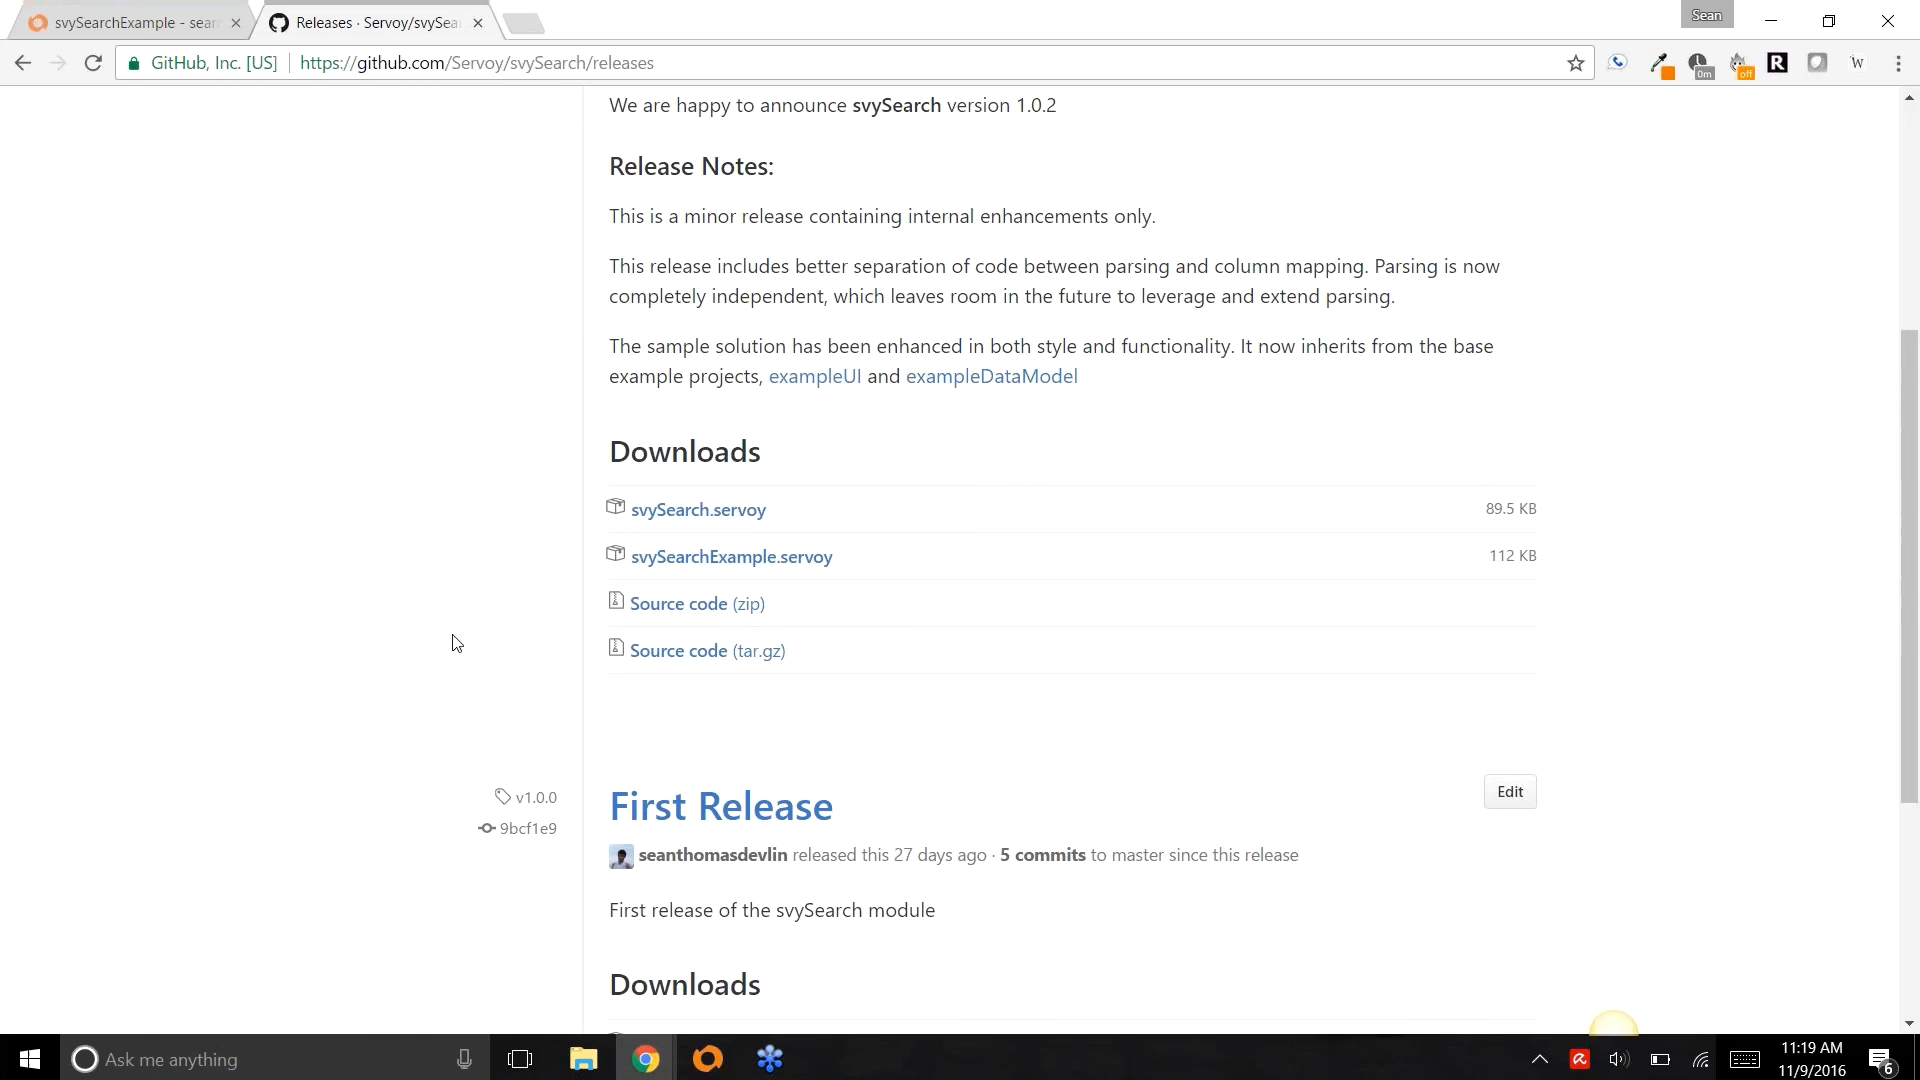 svySearchExample - sear
Releases · Servoy/svySea
Sean
GitHub, Inc. [US]
https://github.com/Servoy/svySearch/releases
0m
off
R
W
We are happy to announce svySearch version 1.0.2
Release Notes:
This is a minor release containing internal enhancements only.
This release includes better separation of code between parsing and column mapping. Parsing is now
completely independent, which leaves room in the future to leverage and extend parsing.
The sample solution has been enhanced in both style and functionality. It now inherits from the base
example projects, exampleUI and exampleDataModel
Downloads
svySearch.servoy 89.5 KB
svySearchExample.servoy 112 KB
Source code (zip)
Source code (tar.gz)
v1.0.0
9bcf1e9
First Release
Edit
seanthomasdevlin released this 27 days ago · 5 commits to master since this release
First release of the svySearch module
Downloads
Ask me anything
11:19 AM
11/9/2016
6